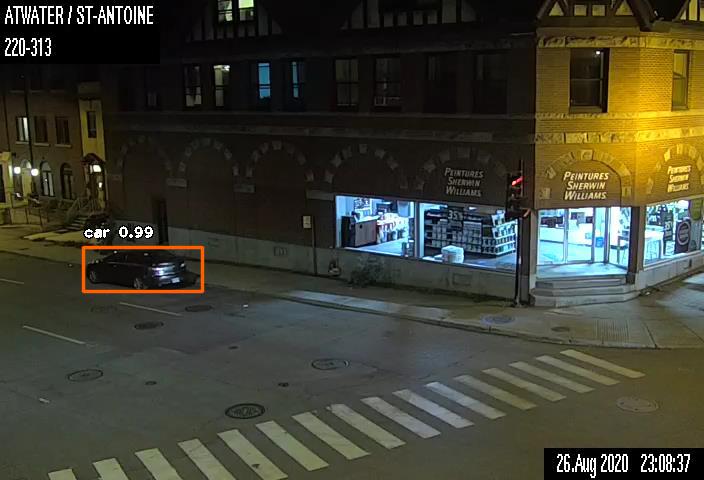 ATWATER / ST-ANTOINE
220-313
car 0.99
PEINTURES
SHERWIN
WILLIAMS
PEINTURES
SHERWIN
WILLIAMS
PEINTURES
SHERWIN
WILLIAMS
35%
26.Aug 2020 23:08:37